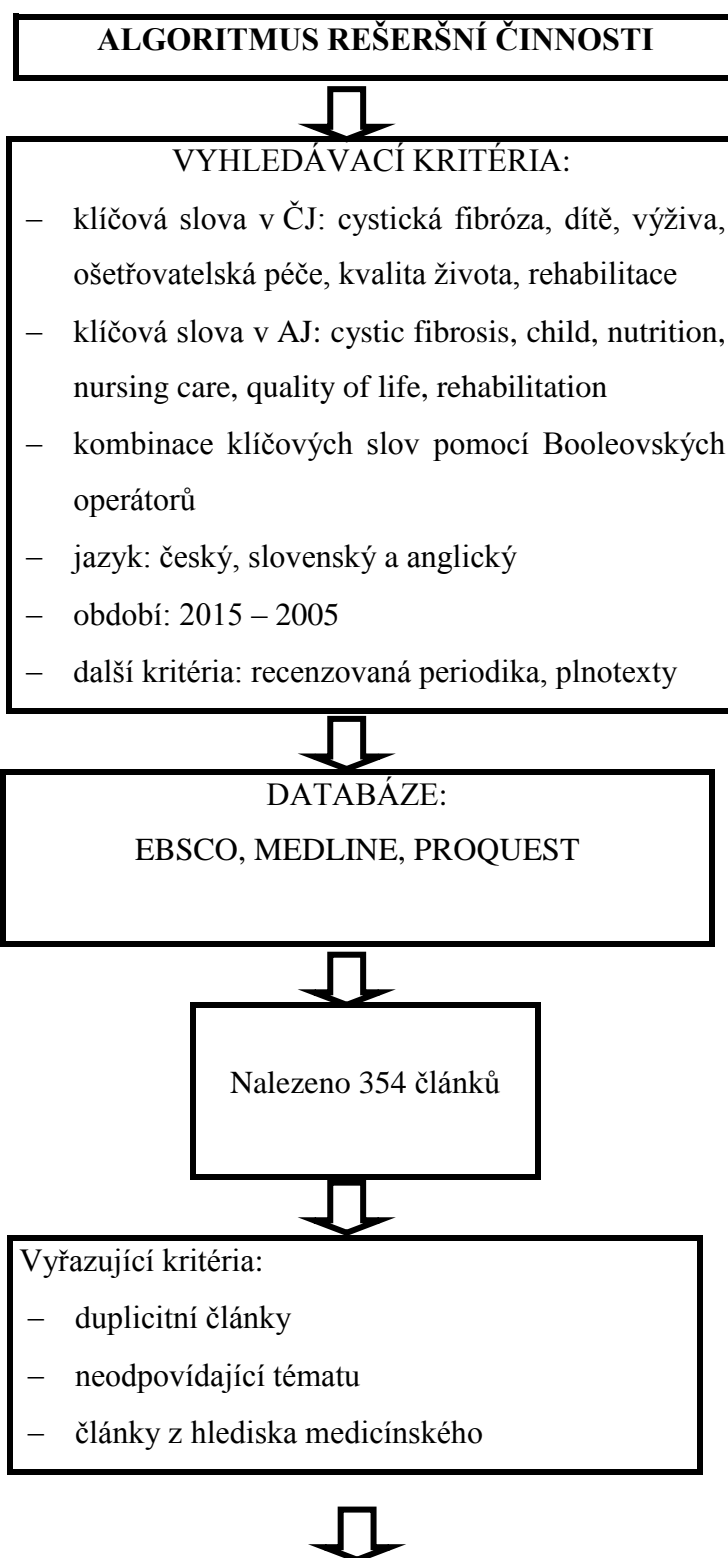 ALGORITMUS REŠERŠNÍ ČINNOSTI
VYHLEDÁVACÍ KRITÉRIA:
– klíčová slova v ČJ: cystická fibróza, dítě, výživa,
ošetřovatelská péče, kvalita života, rehabilitace
– klíčová slova v AJ: cystic fibrosis, child, nutrition,
nursing care, quality of life, rehabilitation
– kombinace klíčových slov pomocí Booleovských
operátorů
– jazyk: český, slovenský a anglický
– období: 2015 – 2005
– další kritéria: recenzovaná periodika, plnotexty
DATABÁZE:
EBSCO, MEDLINE, PROQUEST
Nalezeno 354 článků
Vyřazující kritéria:
– duplicitní články
– neodpovídající tématu
– články z hlediska medicínského